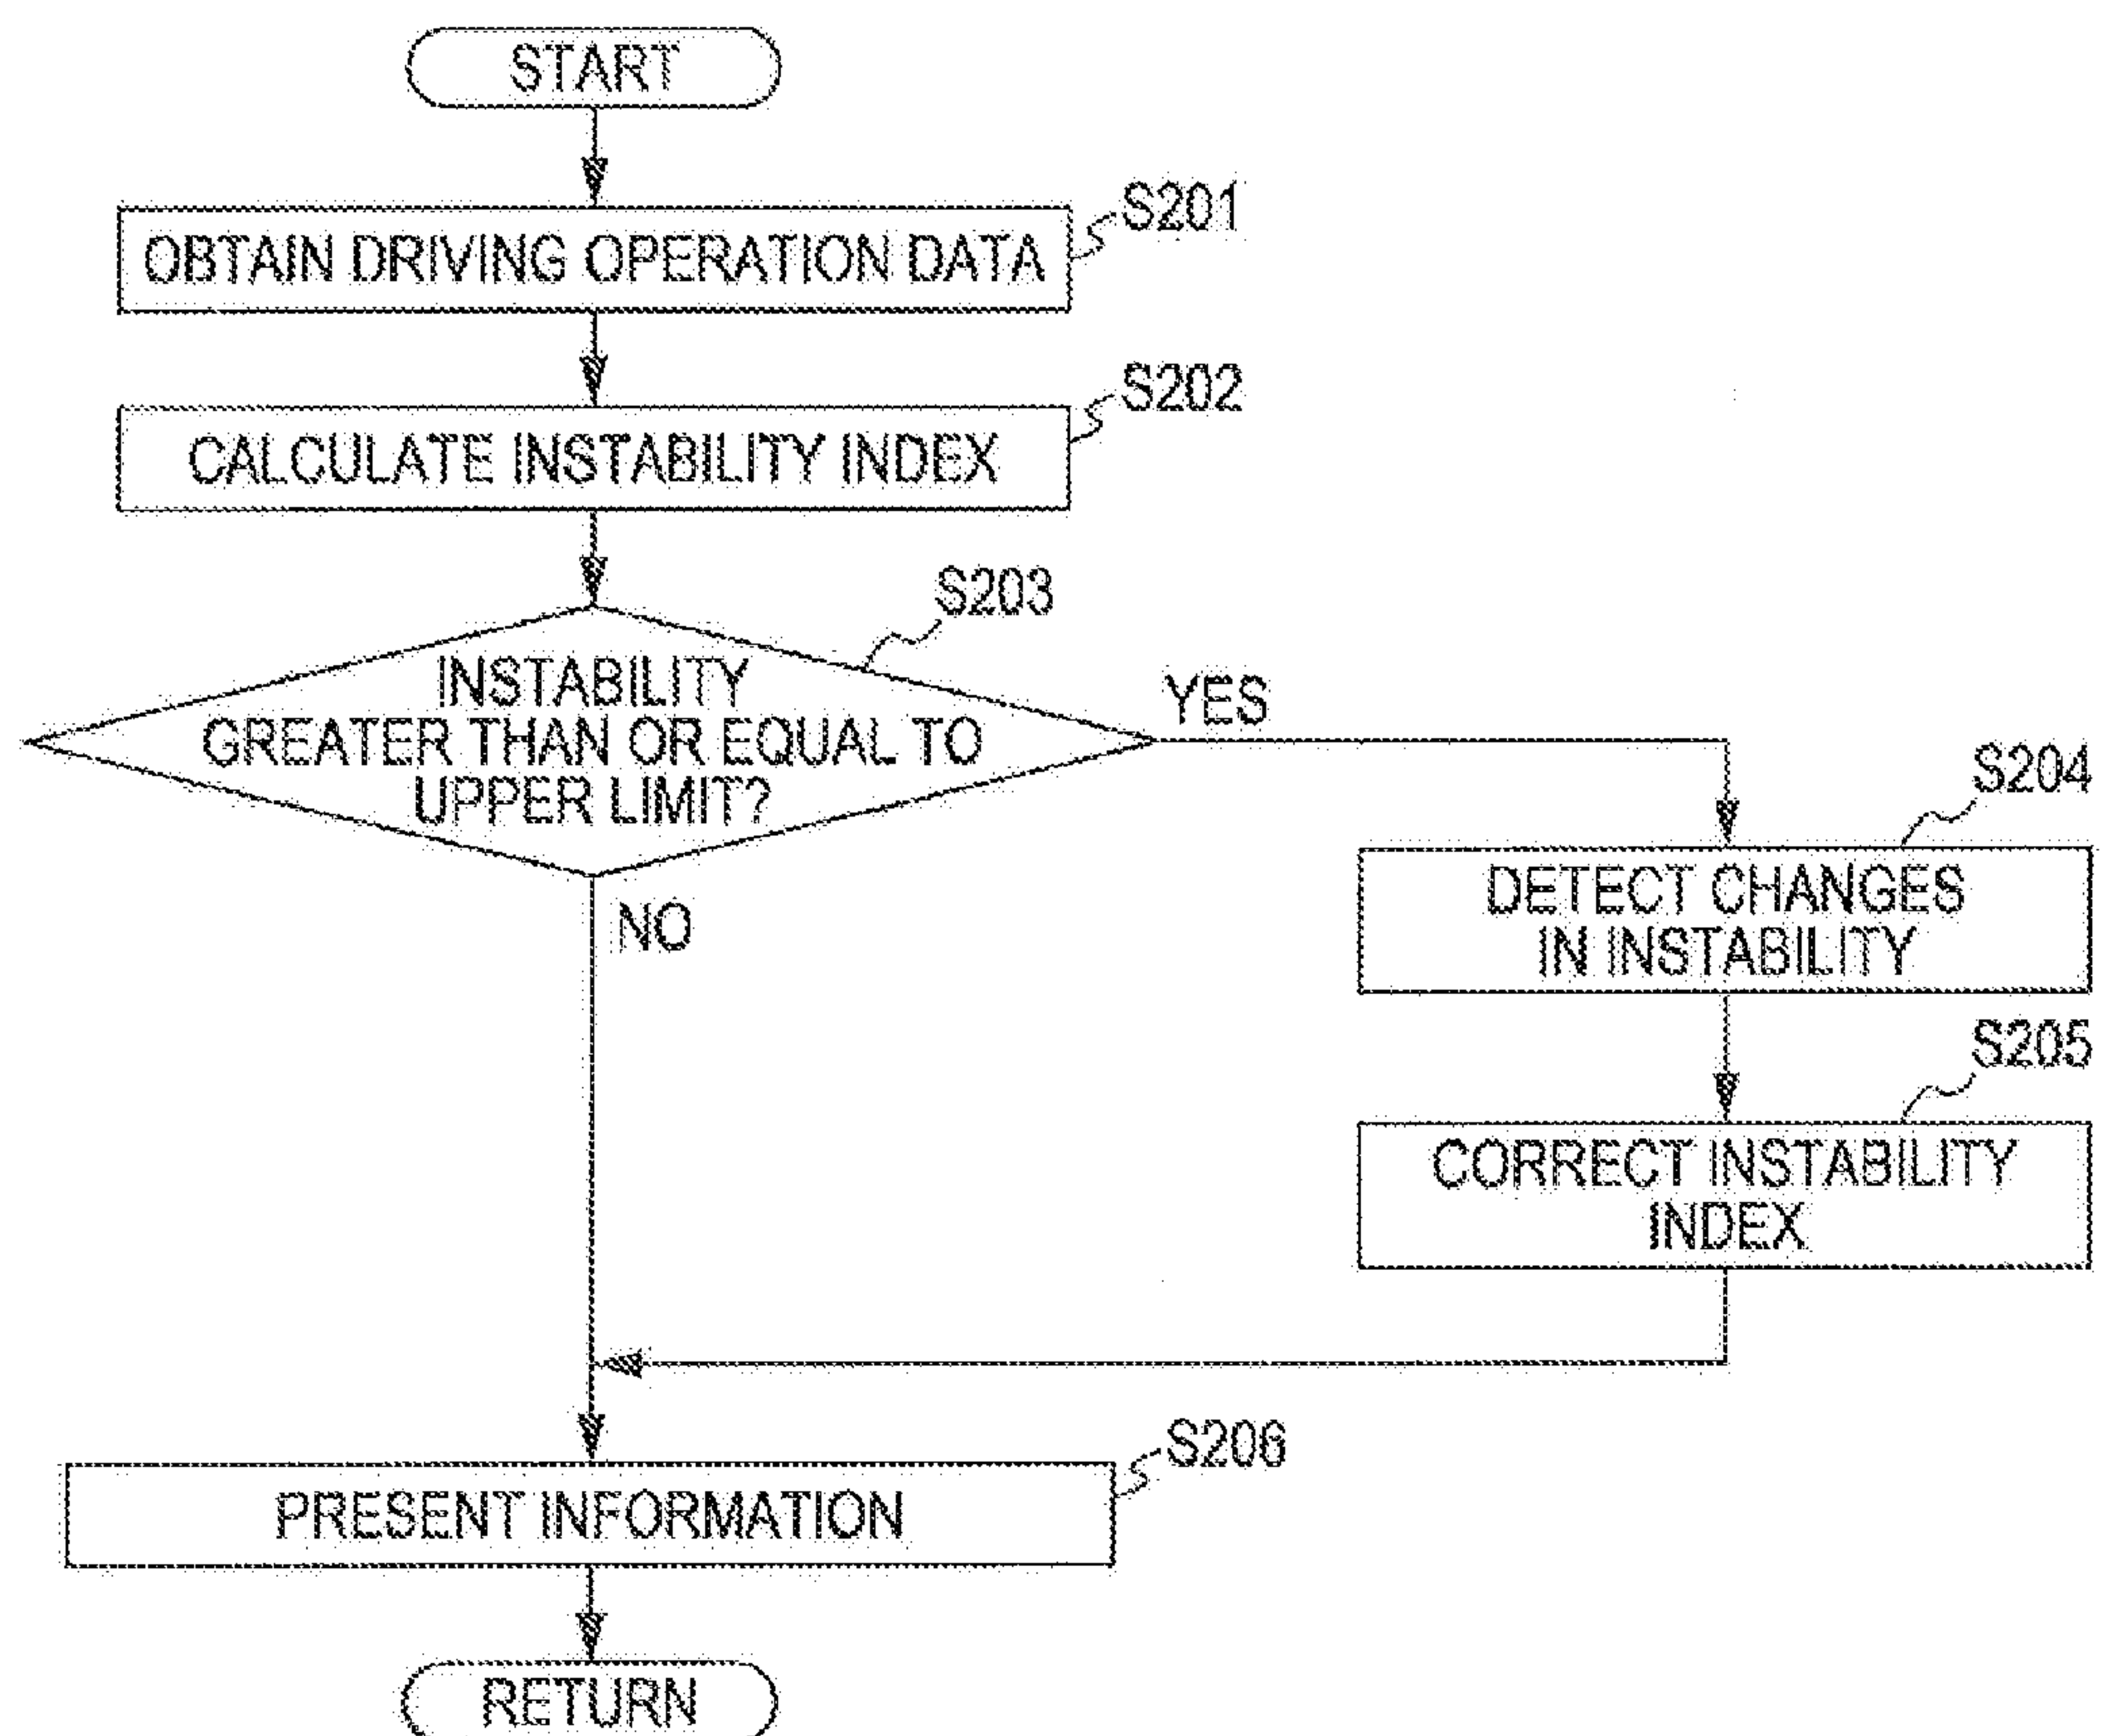 START
S201
OBTAIN DRIVING OPERATION DATA
S202
CALCULATE INSTABILITY INDEX
S203
INSTABILITY
GREATER THAN OR EQUAL TO
UPPER LIMIT?
YES
NO
S204
DETECT CHANGES
IN INSTABILITY
S205
CORRECT INSTABILITY
INDEX
S206
PRESENT INFORMATION
RETURN